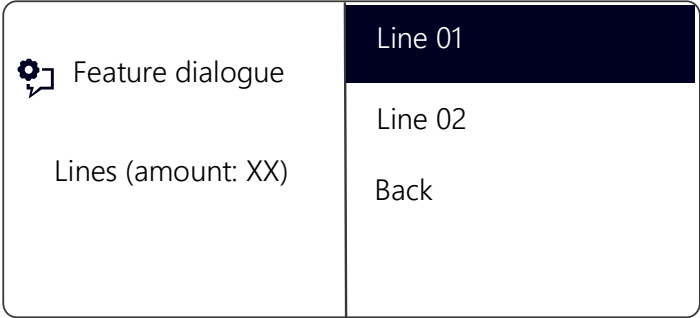 Feature dialogue
Lines (amount: XX)
Line 01
Line 02
Back